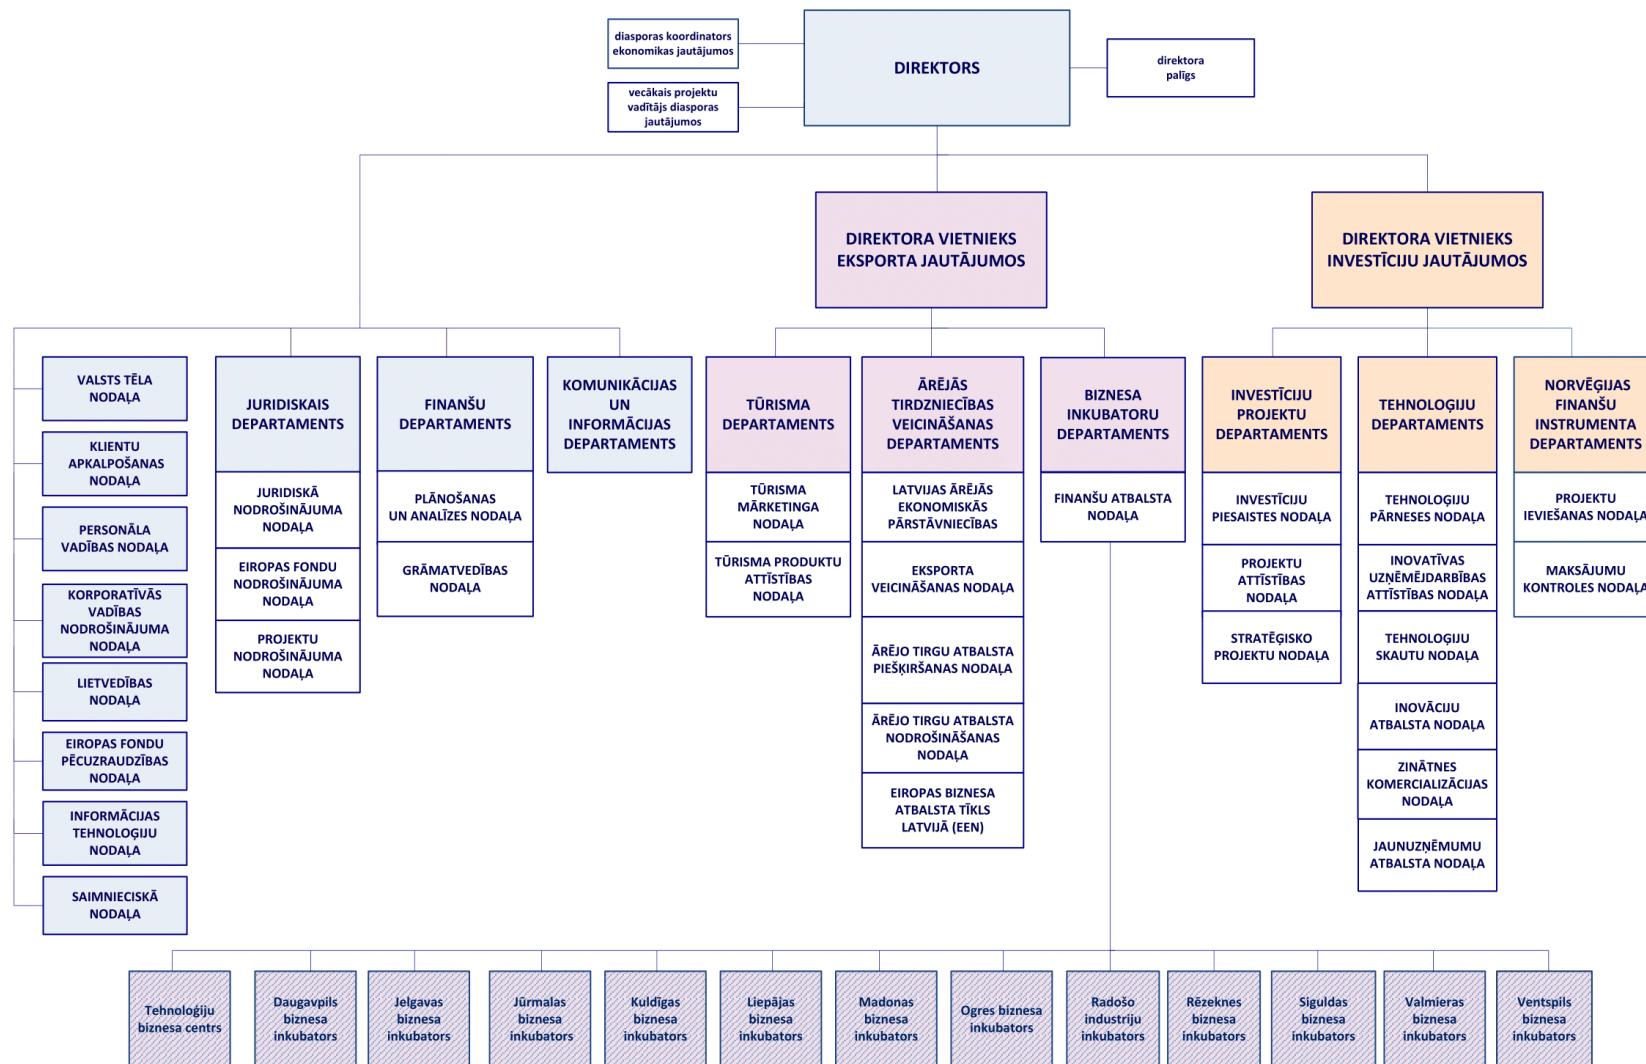 diasporas koordinators
ekonomikas jautājumos
vecākais projektu
vadītājs diasporas
jautājumos
DIREKTORS
direktora
palīgs
DIREKTORA VIETNIEKS
EKSPORTA JAUTĀJUMOS
DIREKTORA VIETNIEKS
INVESTĪCIJU JAUTĀJUMOS
VALSTS TĒLA
NODAĻA
KLIENTU
APKALPOŠANAS
NODAĻA
PERSONĀLA
VADĪBAS NODAĻA
KORPORATĪVĀS
VADĪBAS
NODROŠINĀJUMA
NODAĻA
LIETVEDĪBAS
NODAĻA
EIROPAS FONDU
PĒCUZRAUDZĪBAS
NODAĻA
INFORMĀCIJAS
TEHNOLOĢIJU
NODAĻA
SAIMNIECISKĀ
NODAĻA
JURIDISKAIS
DEPARTAMENTS
JURIDISKĀ
NODROŠINĀJUMA
NODAĻA
EIROPAS FONDU
NODROŠINĀJUMA
NODAĻA
PROJEKTU
NODROŠINĀJUMA
NODAĻA
FINANŠU
DEPARTAMENTS
PLĀNOŠANAS
UN ANALĪZES NODAĻA
GRĀMATVEDĪBAS
NODAĻA
KOMUNIKĀCIJAS
UN
INFORMĀCIJAS
DEPARTAMENTS
TŪRISMA
DEPARTAMENTS
TŪRISMA
MĀRKETINGA
NODAĻA
TŪRISMA PRODUKTU
ATTĪSTĪBAS
NODAĻA
ĀRĒJĀS
TIRDZNIECĪBAS
VEICINĀŠANAS
DEPARTAMENTS
LATVIJAS ĀRĒJĀS
EKONOMISKĀS
PĀRSTĀVNIECĪBAS
EKSPORTA
VEICINĀŠANAS NODAĻA
ĀRĒJO TIRGU ATBALSTA
PIEŠĶIRŠANAS NODAĻA
ĀRĒJO TIRGU ATBALSTA
NODROŠINĀŠANAS
NODAĻA
EIROPAS BIZNESA
ATBALSTA TĪKLS
LATVIJĀ (EEN)
BIZNESA
INKUBATORU
DEPARTAMENTS
FINANŠU ATBALSTA
NODAĻA
INVESTĪCIJU
PROJEKTU
DEPARTAMENTS
INVESTĪCIJU
PIESAISTES NODAĻA
PROJEKTU
ATTĪSTĪBAS
NODAĻA
STRATĒĢISKO
PROJEKTU NODAĻA
TEHNOLOĢIJU
DEPARTAMENTS
TEHNOLOĢIJU
PĀRNESES NODAĻA
INOVATĪVAS
UZŅĒMĒJDARBĪBAS
ATTĪSTĪBAS NODAĻA
TEHNOLOĢIJU
SKAUTU NODAĻA
INOVĀCIJU
ATBALSTA NODAĻA
ZINĀTNES
KOMERCIALIZĀCIJAS
NODAĻA
JAUNUZŅĒMUMU
ATBALSTA NODAĻA
NORVĒĢIJAS
FINANŠU
INSTRUMENTA
DEPARTAMENTS
PROJEKTU
IEVIEŠANAS NODAĻA
MAKSĀJUMU
KONTROLES NODAĻA
Tehnoloģiju
biznesa centrs
Daugavpils
biznesa
inkubators
Jelgavas
biznesa
inkubators
Jūrmalas
biznesa
inkubators
Kuldīgas
biznesa
inkubators
Liepājas
biznesa
inkubators
Madonas
biznesa
inkubators
Ogres biznesa
inkubators
Radošo
industriju
inkubators
Rēzeknes
biznesa
inkubators
Siguldas
biznesa
inkubators
Valmieras
biznesa
inkubators
Ventspils
biznesa
inkubators